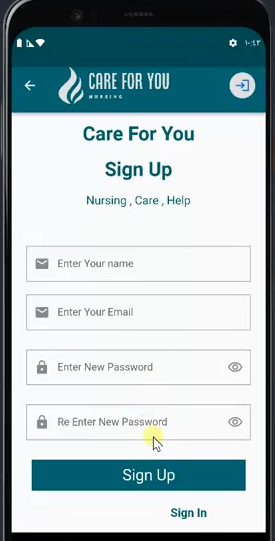 ١٠:٤٢
CARE FOR YOU
NURSING
Care For You
Sign Up
Nursing , Care , Help
Enter Your name
Enter Your Email
Enter New Password
Re Enter New Password
Sign Up
Sign In